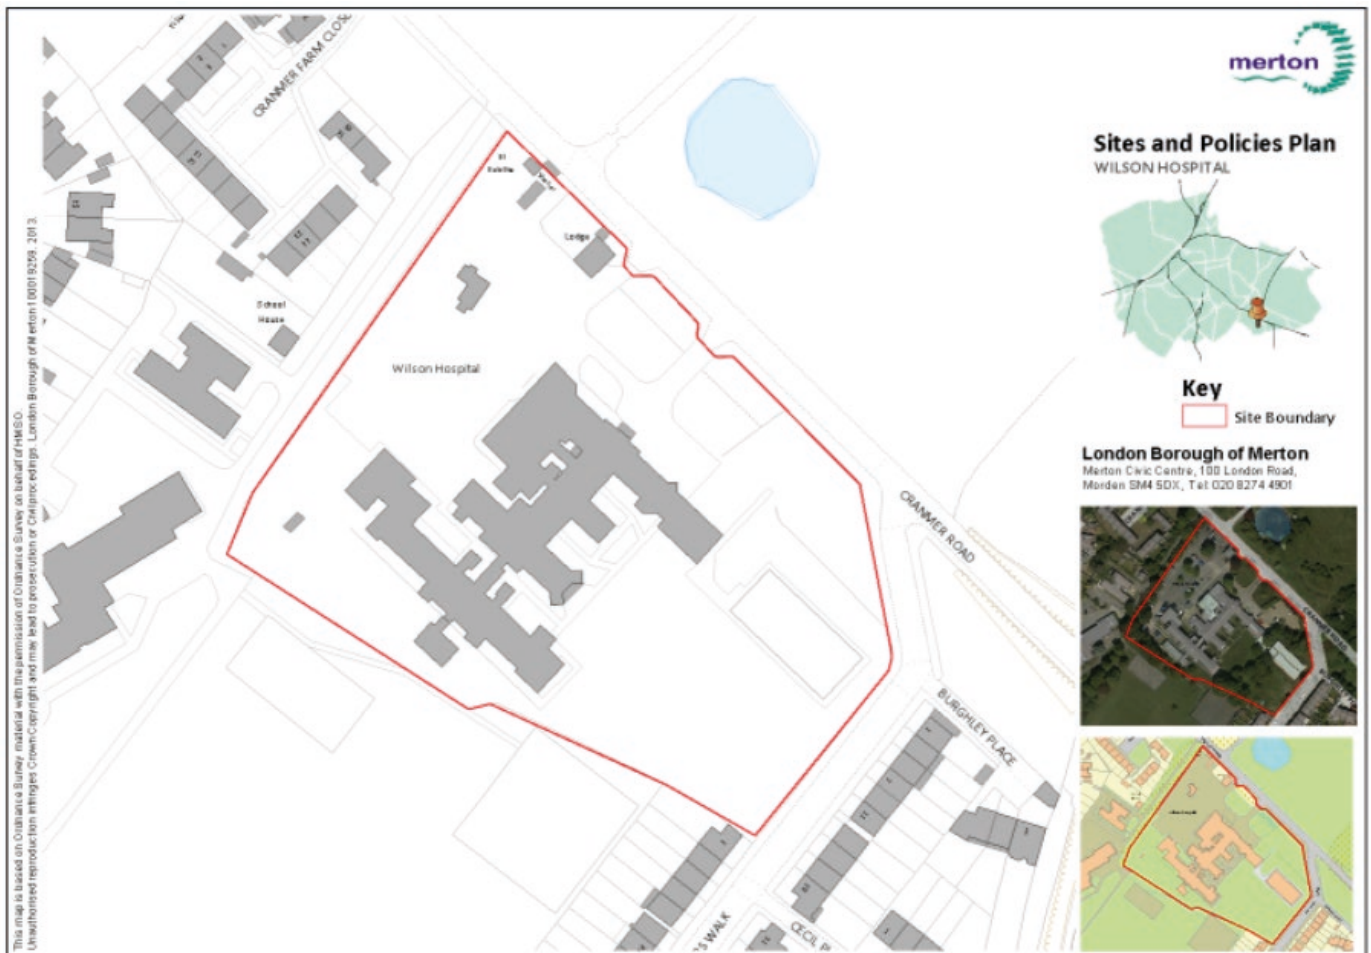 merton
Sites and Policies Plan
WILSON HOSPITAL
Key
Site Boundary
London Borough of Merton
Merton Civic Centre, 100 London Road,
Morden SM4 5DX, Tel: 020 8274 4901
CRANMER FARM CLOSE
Lodge
School
House
Wilson Hospital
CRANMER ROAD
BURGHLEY PLACE
WALK
CECIL
This map is based on Ordnance Survey material with the permission of Ordnance Survey on behalf of HMSO.
Unauthorised reproduction infringes Crown Copyright and may lead to prosecution or Civil proceedings. London Borough of Merton 100019259. 2013.
CRANMER ROAD